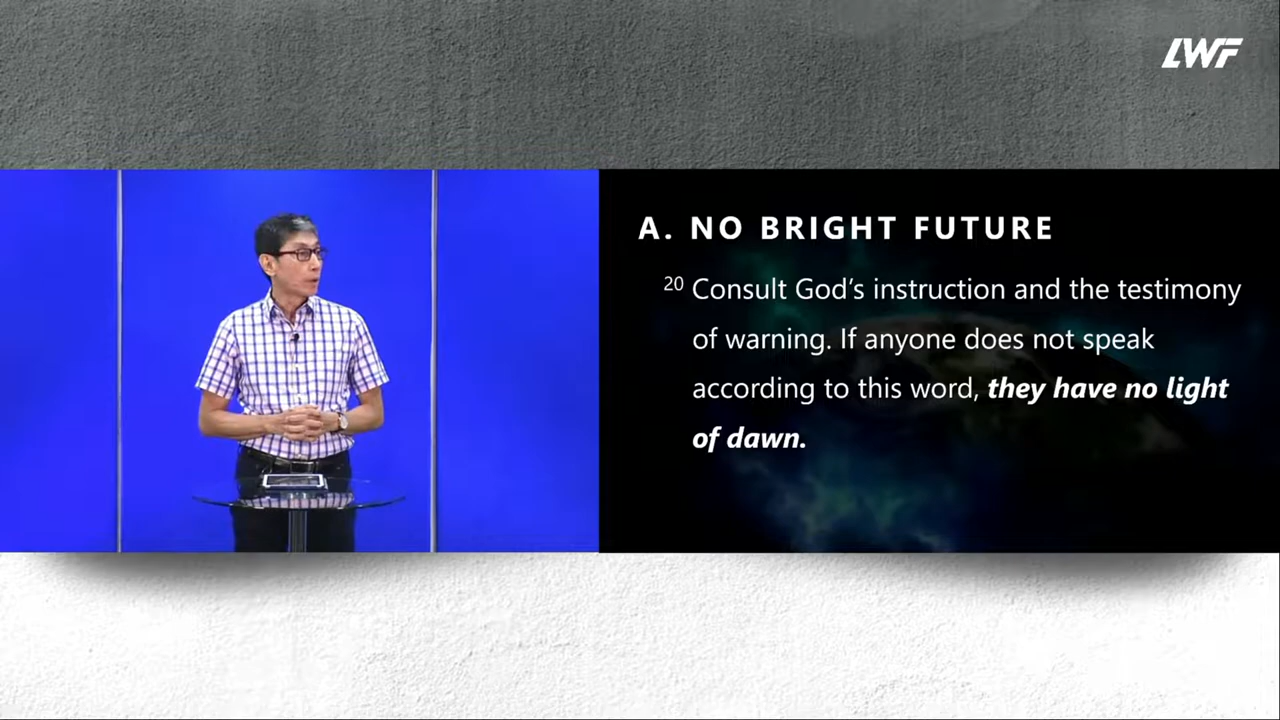 LWF
A. NO BRIGHT FUTURE
20 Consult God’s instruction and the testimony
of warning. If anyone does not speak
according to this word, they have no light
of dawn.